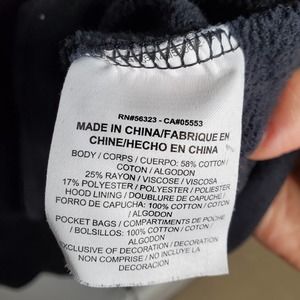 RN#56323 - CA#05553
MADE IN CHINA/FABRIQUE EN
CHINE/HECHO EN CHINA
BODY / CORPS / CUERPO: 58% COTTON /
COTON / ALGODON
25% RAYON / VISCOSE / VISCOSA
17% POLYESTER / POLYESTER / POLIESTER
HOOD LINING / DOUBLURE DE CAPUCHE /
FORRO DE CAPUCHA: 100% COTTON / COTON
/ ALGODON
POCKET BAGS / COMPARTIMENTS DE POCHE
/ BOLSILLOS: 100% COTTON / COTON /
ALGODON
EXCLUSIVE OF DECORATION / DECORATION
NON COMPRISE / NO INCLUYE LA
DECORACION